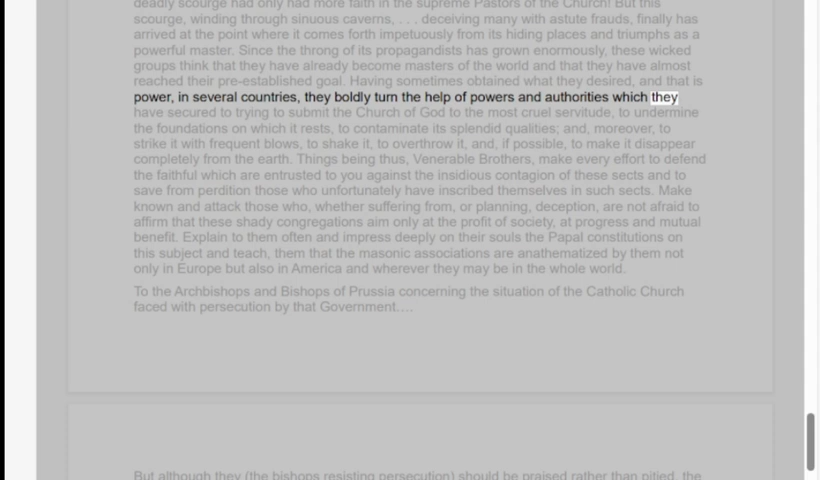 deadly scourge had only had more faith in the supreme Pastors of the Church! But this
scourge, winding through sinuous caverns, . . . deceiving many with astute frauds, finally has
arrived at the point where it comes forth impetuously from its hiding places and triumphs as a
powerful master. Since the throng of its propagandists has grown enormously, these wicked
groups think that they have already become masters of the world and that they have almost
reached their pre-established goal. Having sometimes obtained what they desired, and that is
power, in several countries, they boldly turn the help of powers and authorities which they
have secured to trying to submit the Church of God to the most cruel servitude, to undermine
the foundations on which it rests, to contaminate its splendid qualities; and, moreover, to
strike it with frequent blows, to shake it, to overthrow it, and, if possible, to make it disappear
completely from the earth. Things being thus, Venerable Brothers, make every effort to defend
the faithful which are entrusted to you against the insidious contagion of these sects and to
save from perdition those who unfortunately have inscribed themselves in such sects. Make
known and attack those who, whether suffering from, or planning, deception, are not afraid to
affirm that these shady congregations aim only at the profit of society, at progress and mutual
benefit. Explain to them often and impress deeply on their souls the Papal constitutions on
this subject and teach, them that the masonic associations are anathematized by them not
only in Europe but also in America and wherever they may be in the whole world.
To the Archbishops and Bishops of Prussia concerning the situation of the Catholic Church
faced with persecution by that Government....
But although they (the bishops resisting persecution) should be praised rather than pitied, the